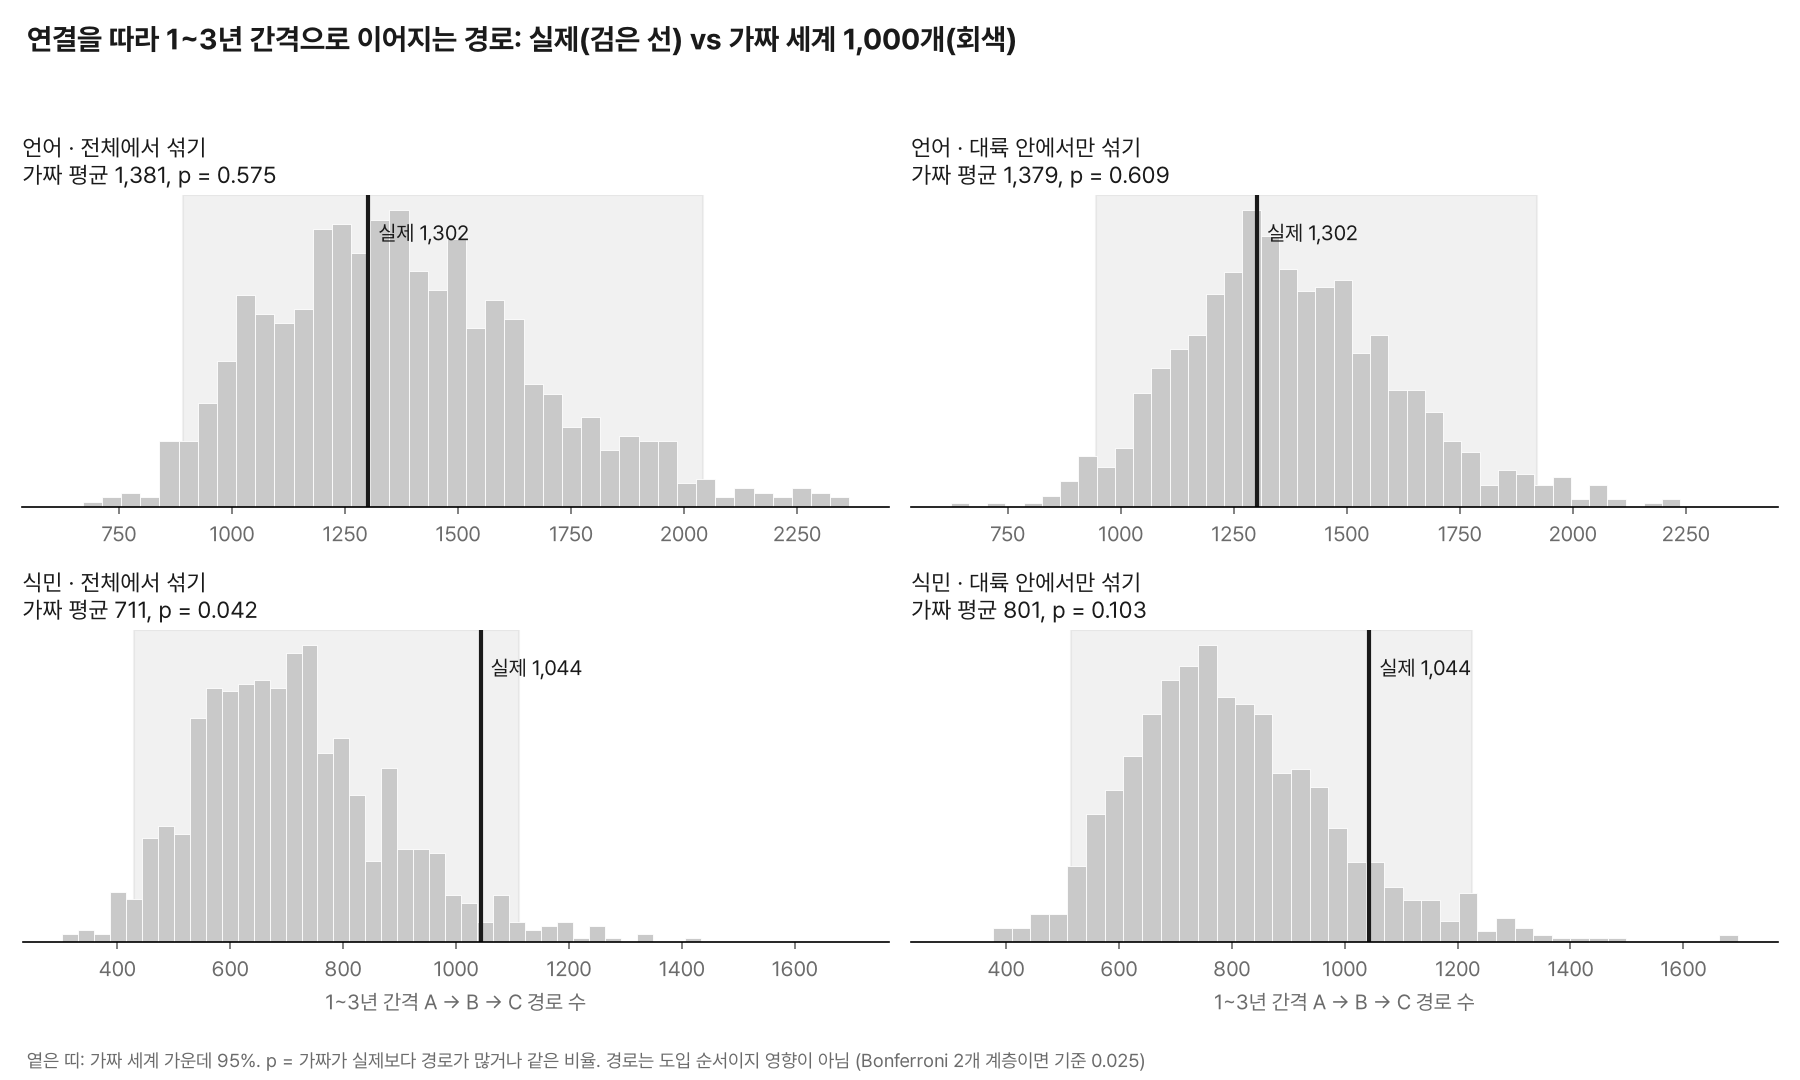 연결을 따라 1~3년 간격으로 이어지는 경로: 실제(검은 선) vs 가짜 세계 1,000개(회색)
언어 · 전체에서 섞기
가짜 평균 1,381, p = 0.575
실제 1,302
750 1000 1250 1500 1750 2000 2250
언어 · 대륙 안에서만 섞기
가짜 평균 1,379, p = 0.609
실제 1,302
750 1000 1250 1500 1750 2000 2250
식민 · 전체에서 섞기
가짜 평균 711, p = 0.042
실제 1,044
400 600 800 1000 1200 1400 1600
1~3년 간격 A → B → C 경로 수
식민 · 대륙 안에서만 섞기
가짜 평균 801, p = 0.103
실제 1,044
400 600 800 1000 1200 1400 1600
1~3년 간격 A → B → C 경로 수
옅은 띠: 가짜 세계 가운데 95%. p = 가짜가 실제보다 경로가 많거나 같은 비율. 경로는 도입 순서이지 영향이 아님 (Bonferroni 2개 계층이면 기준 0.025)